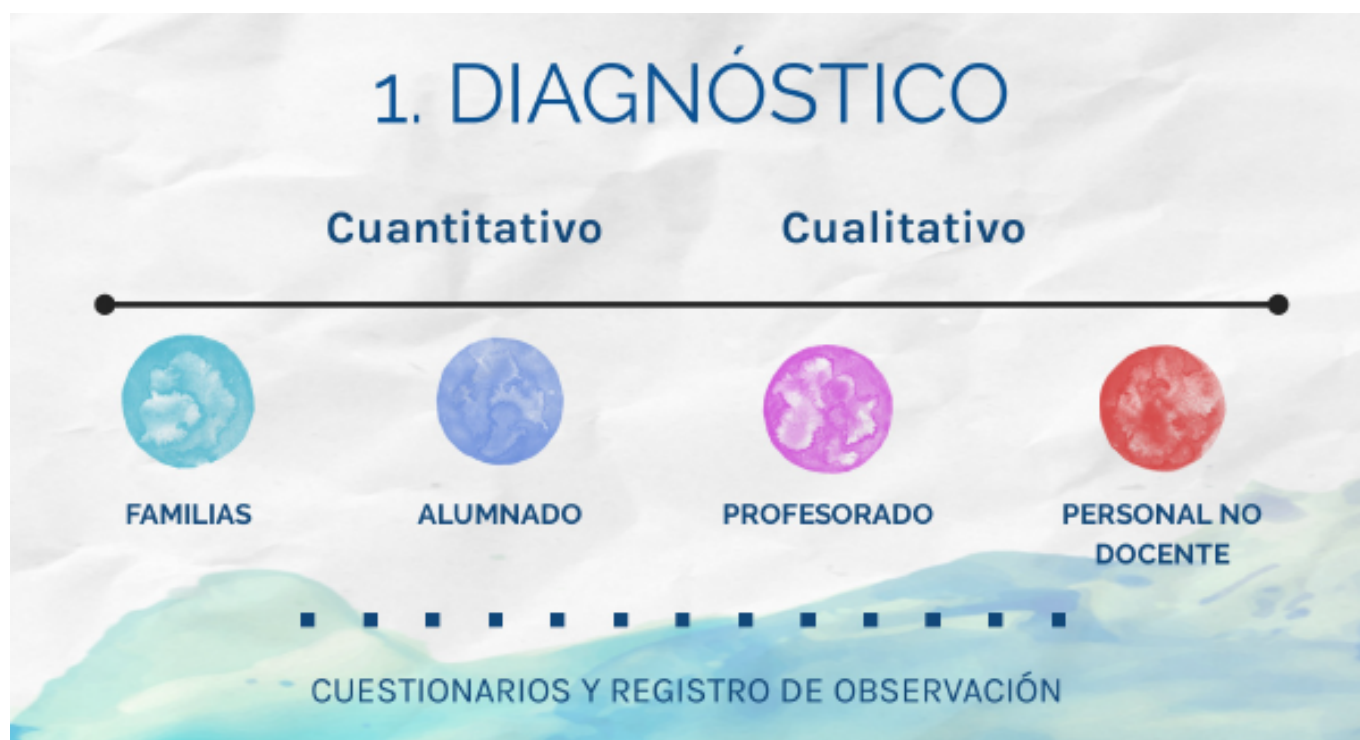 1. DIAGNÓSTICO
Cuantitativo Cualitativo
FAMILIAS ALUMNADO PROFESORADO PERSONAL NO
DOCENTE
CUESTIONARIOS Y REGISTRO DE OBSERVACIÓN